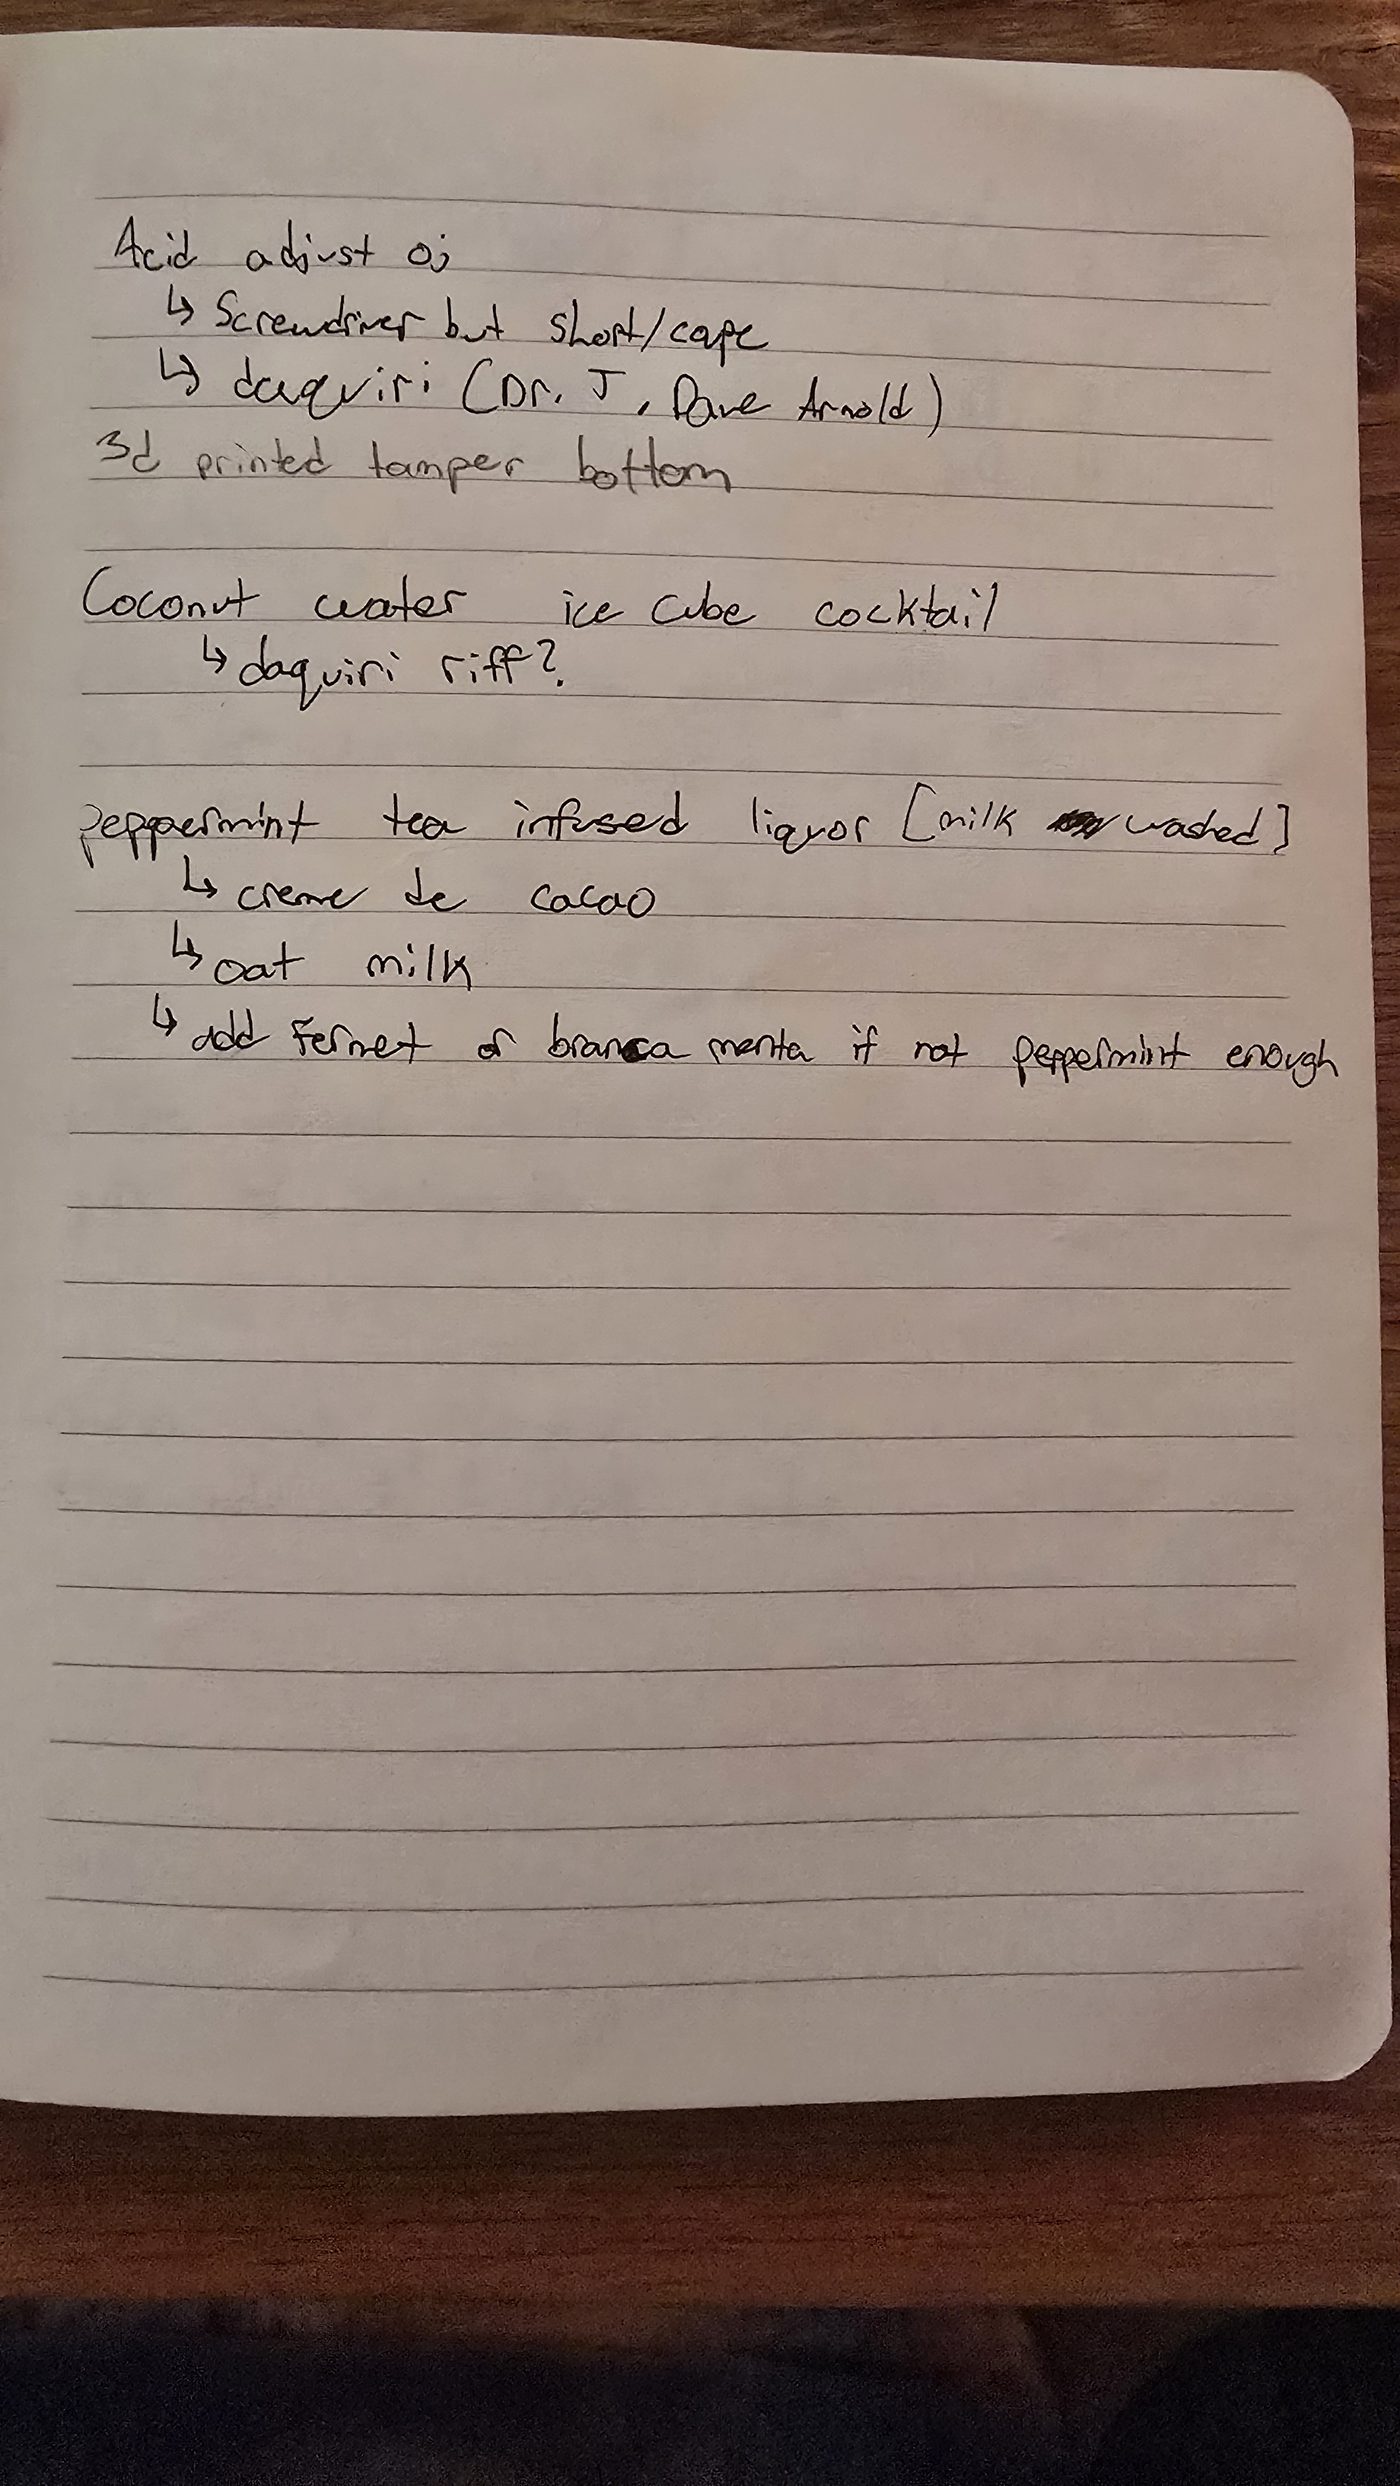 Acid adjust oj
↳ Screwdriver but short/cape
↳ daquiri (Dr. J, Dave Arnold)
3d printed tamper bottom
Coconut water ice cube cocktail
↳ daquiri riff?
peppermint tea infused liquor [milk washed]
↳ creme de cacao
↳ oat milk
↳ add Fernet or branca menta if not peppermint enough